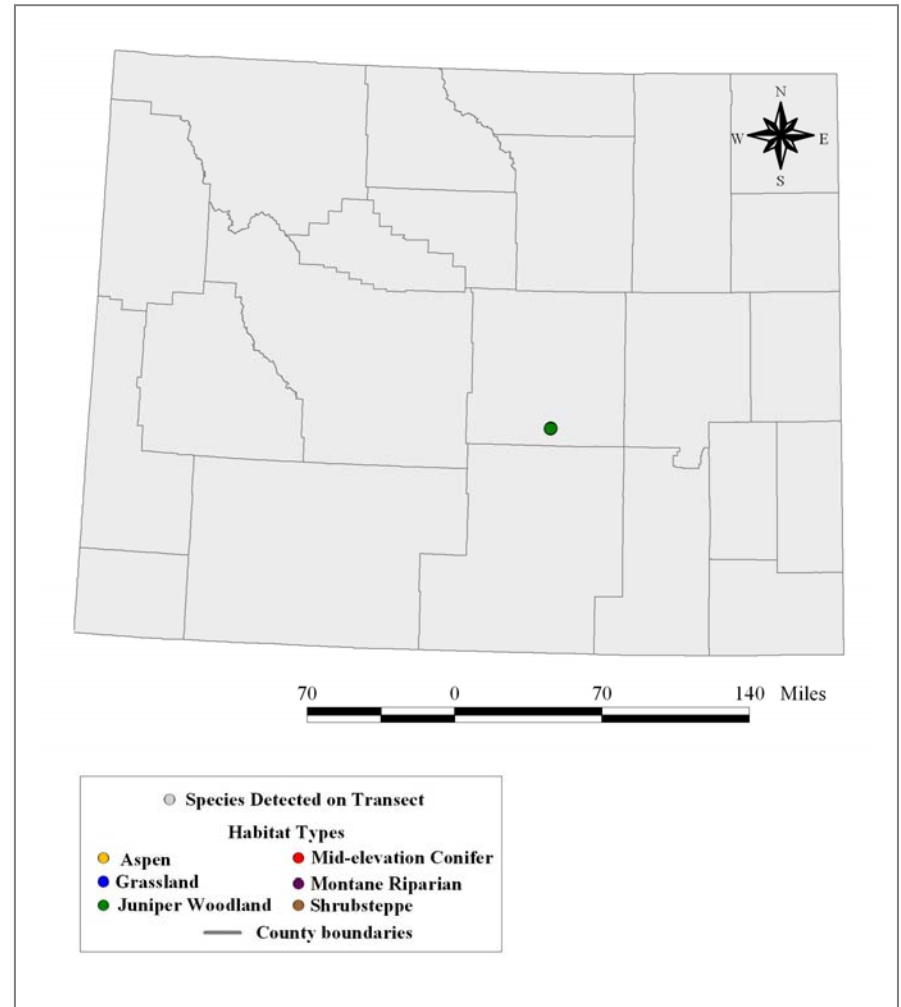 N
W E
S
70 0 70 140 Miles
Species Detected on Transect
Habitat Types
Aspen Mid-elevation Conifer
Grassland Montane Riparian
Juniper Woodland Shrubsteppe
County boundaries